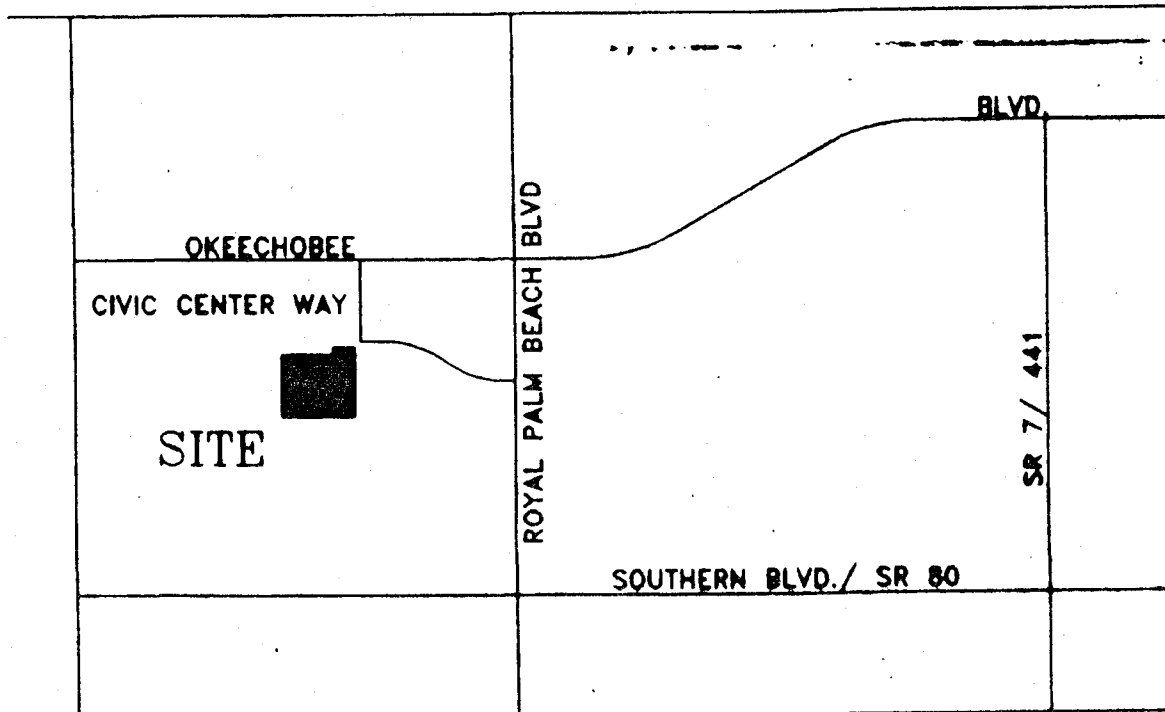 BLVD.
OKEECHOBEE
CIVIC CENTER WAY
SITE
ROYAL PALM BEACH BLVD
SR 7/ 441
SOUTHERN BLVD./ SR 80